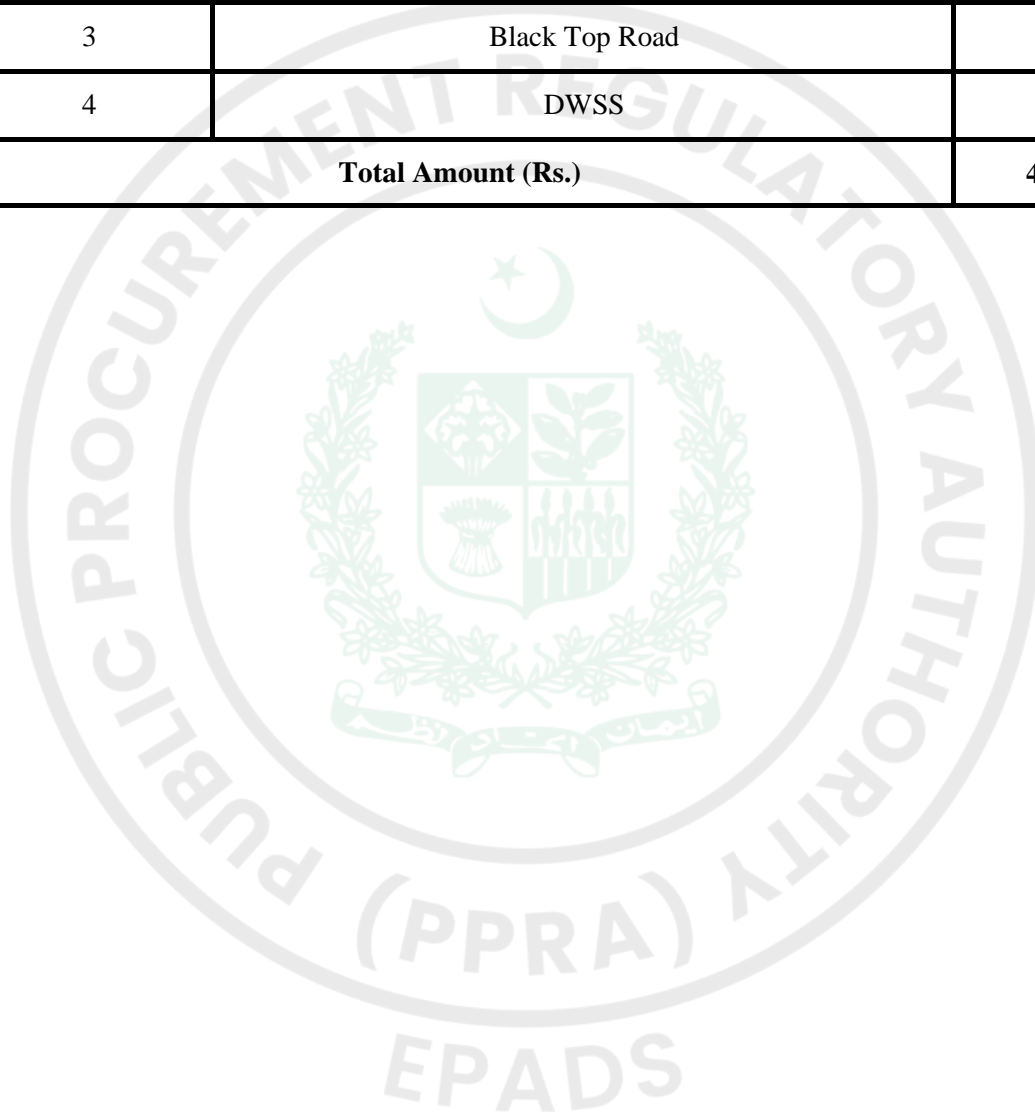 3 Black Top Road
4 DWSS
Total Amount (Rs.) 4
PUBLIC PROCUREMENT REGULATORY AUTHORITY
(PPRA)
EPADS